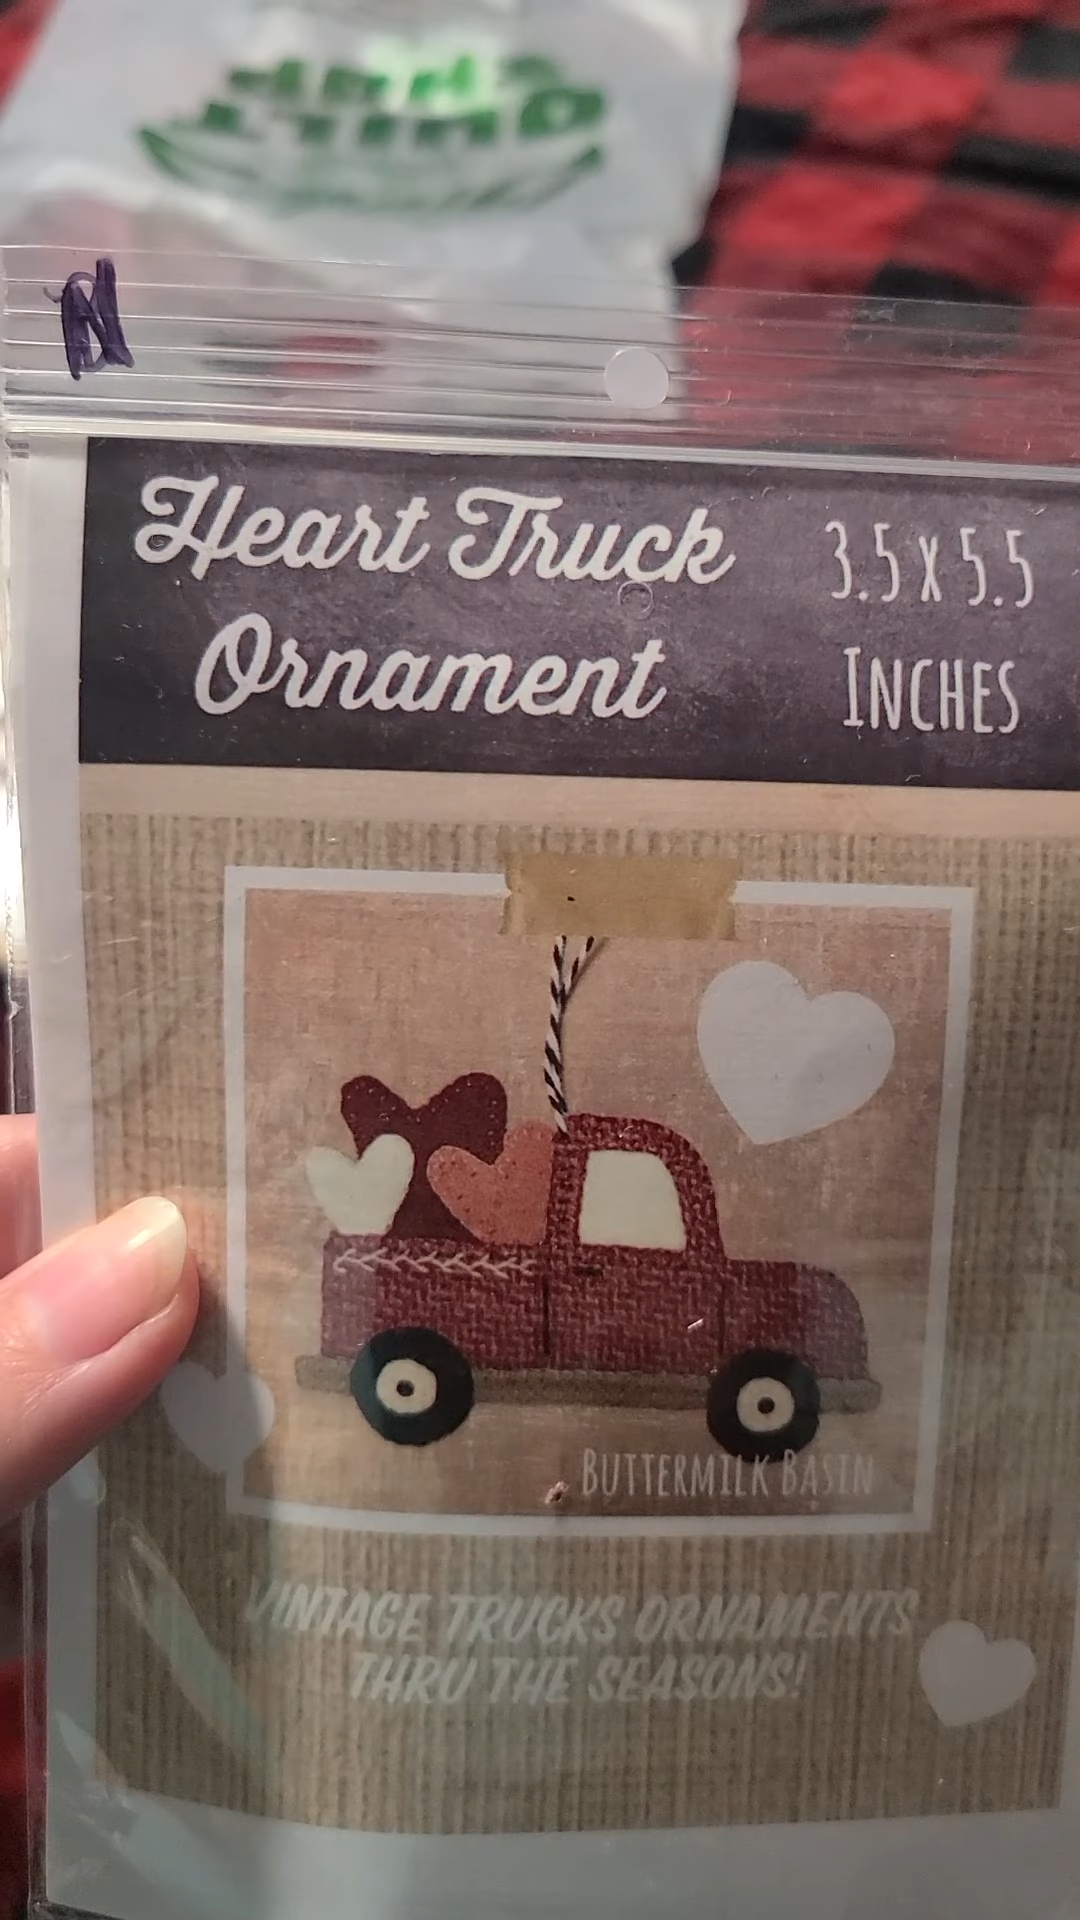 Heart Truck
Ornament
3.5 x 5.5
INCHES
BUTTERMILK BASIN
VINTAGE TRUCKS ORNAMENTS
THRU THE SEASONS!